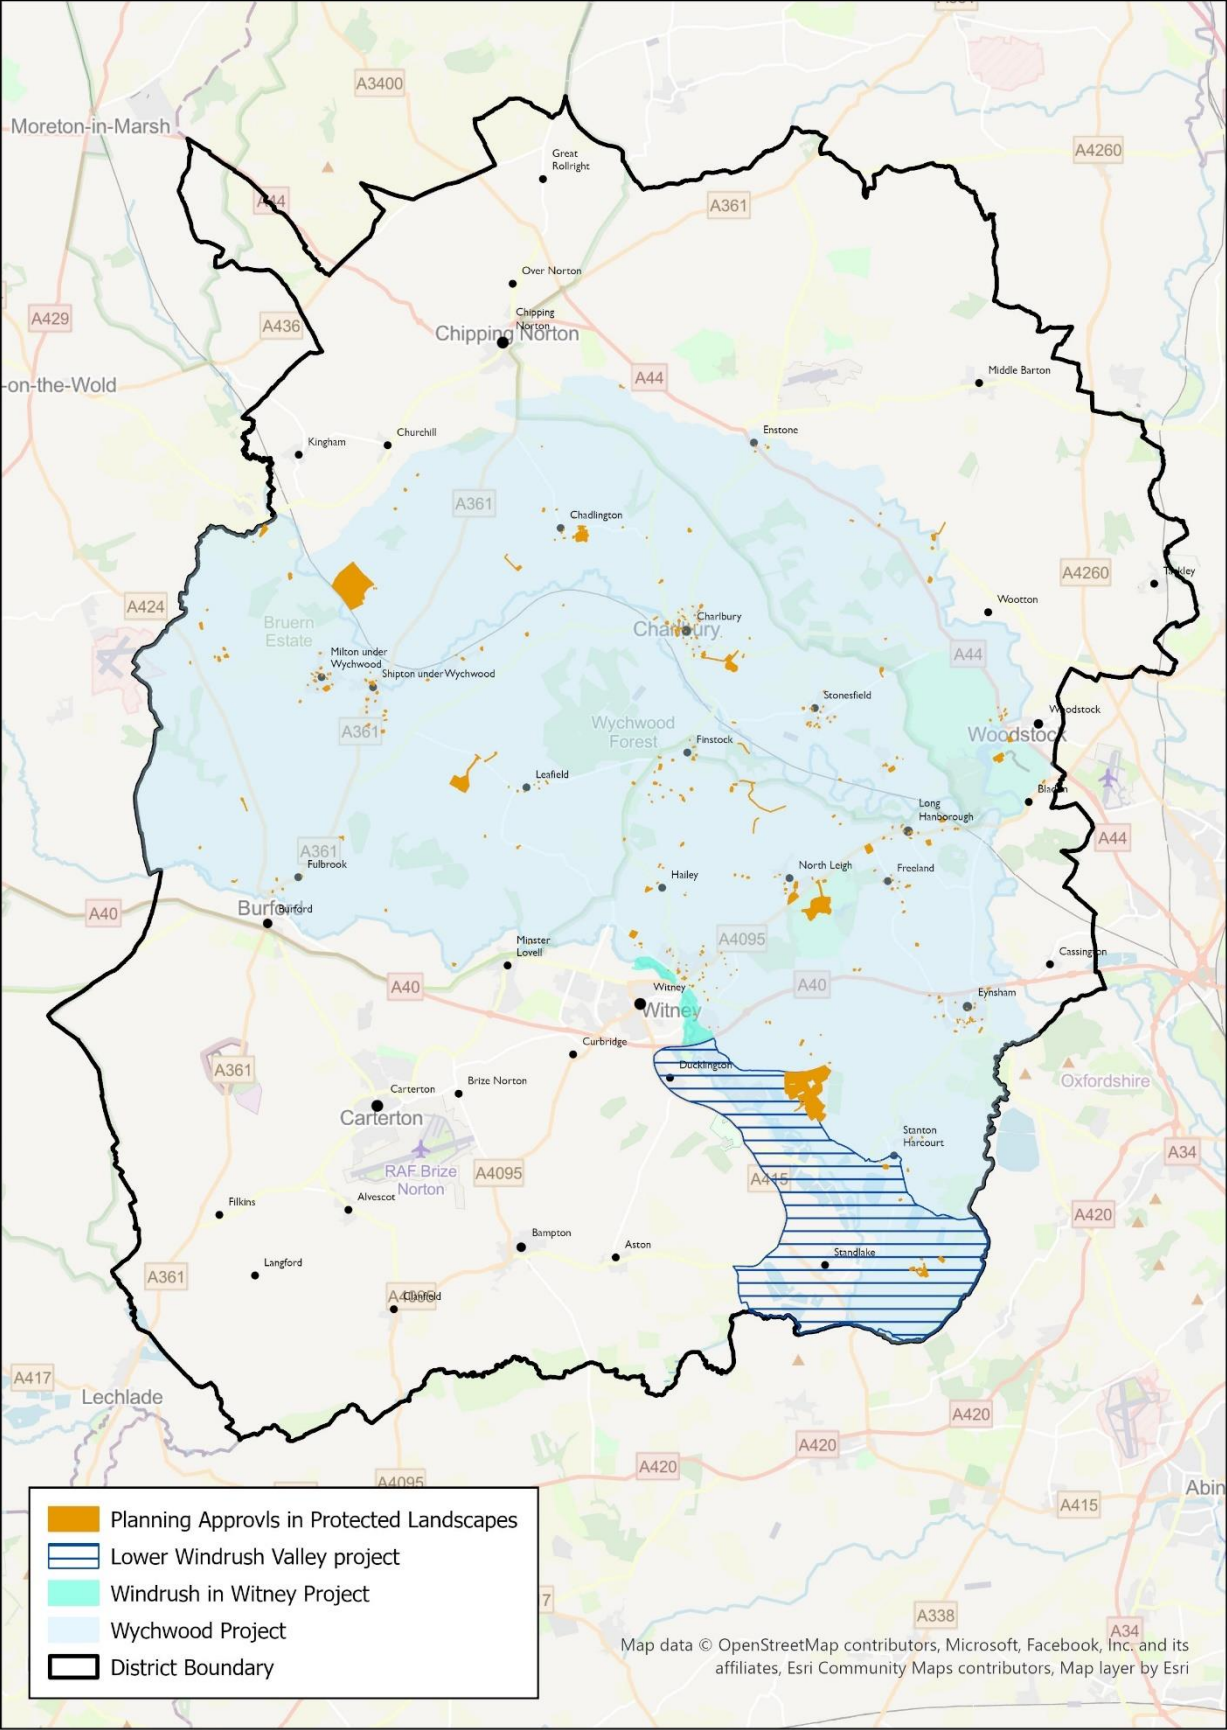 A3400
Moreton-in-Marsh
A4260
Great
Rollright
A44
A361
Over Norton
A429
A436
Chipping
Norton
Chipping Norton
-on-the-Wold
A44
Middle Barton
Kingham
Churchill
Enstone
A361
Chadlington
A4260
Tackley
A424
Wootton
Bruern
Estate
Charlbury
Charlbury
A44
Milton under
Wychwood
Shipton under Wychwood
Stonesfield
Woodstock
Woodstock
A361
Wychwood
Forest
Finstock
Leafield
Bladon
Long
Hanborough
A44
A361
Fulbrook
North Leigh
Freeland
Hailey
A40
Burford
Burford
A4095
Minster
Lovell
Cassington
A40
A40
Witney
Witney
Eynsham
Curbridge
A361
Ducklington
Oxfordshire
Carterton
Brize Norton
Carterton
Stanton
Harcourt
A34
RAF Brize
Norton
A4095
A415
Filkins
Alvescot
A420
Bampton
Aston
Standlake
Langford
A361
A4095
Clanfield
A417
Lechlade
A420
A420
A420
A4095
Abin
A415
Planning Approvls in Protected Landscapes
Lower Windrush Valley project
Windrush in Witney Project
7
A338
Wychwood Project
A34
District Boundary
Map data © OpenStreetMap contributors, Microsoft, Facebook, Inc. and its
affiliates, Esri Community Maps contributors, Map layer by Esri